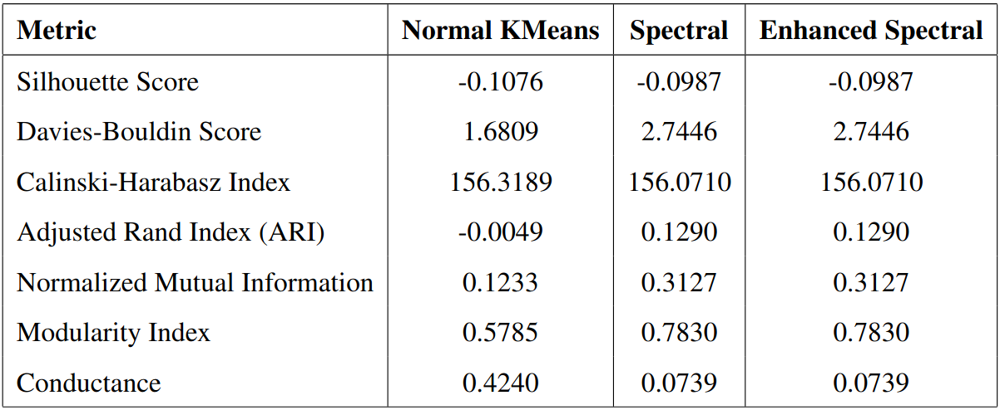 Metric Normal KMeans Spectral Enhanced Spectral
Silhouette Score -0.1076 -0.0987 -0.0987
Davies-Bouldin Score 1.6809 2.7446 2.7446
Calinski-Harabasz Index 156.3189 156.0710 156.0710
Adjusted Rand Index (ARI) -0.0049 0.1290 0.1290
Normalized Mutual Information 0.1233 0.3127 0.3127
Modularity Index 0.5785 0.7830 0.7830
Conductance 0.4240 0.0739 0.0739